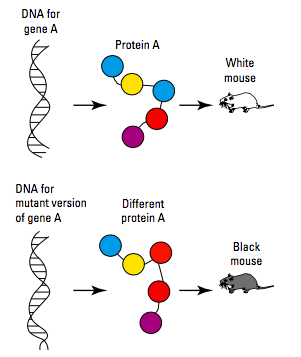 DNA for
gene A
Protein A
White
mouse
DNA for
mutant version
of gene A
Different
protein A
Black
mouse